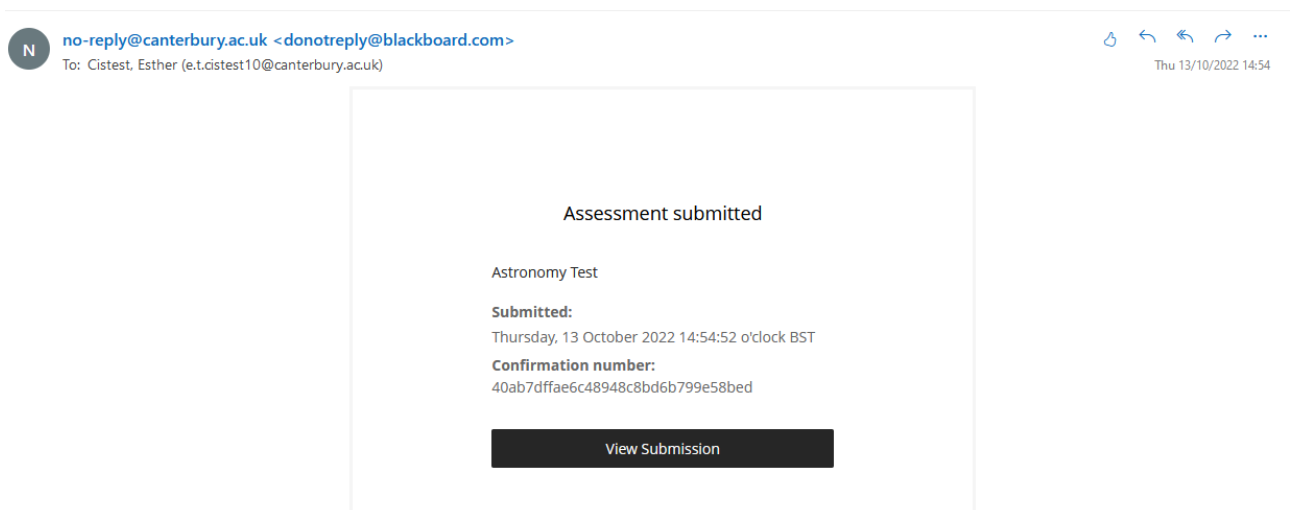 N
no-reply@canterbury.ac.uk <donotreply@blackboard.com>
To: Cistest, Esther (e.t.cistest10@canterbury.ac.uk)
Thu 13/10/2022 14:54
Assessment submitted
Astronomy Test
Submitted:
Thursday, 13 October 2022 14:54:52 o'clock BST
Confirmation number:
40ab7dffae6c48948c8bd6b799e58bed
View Submission